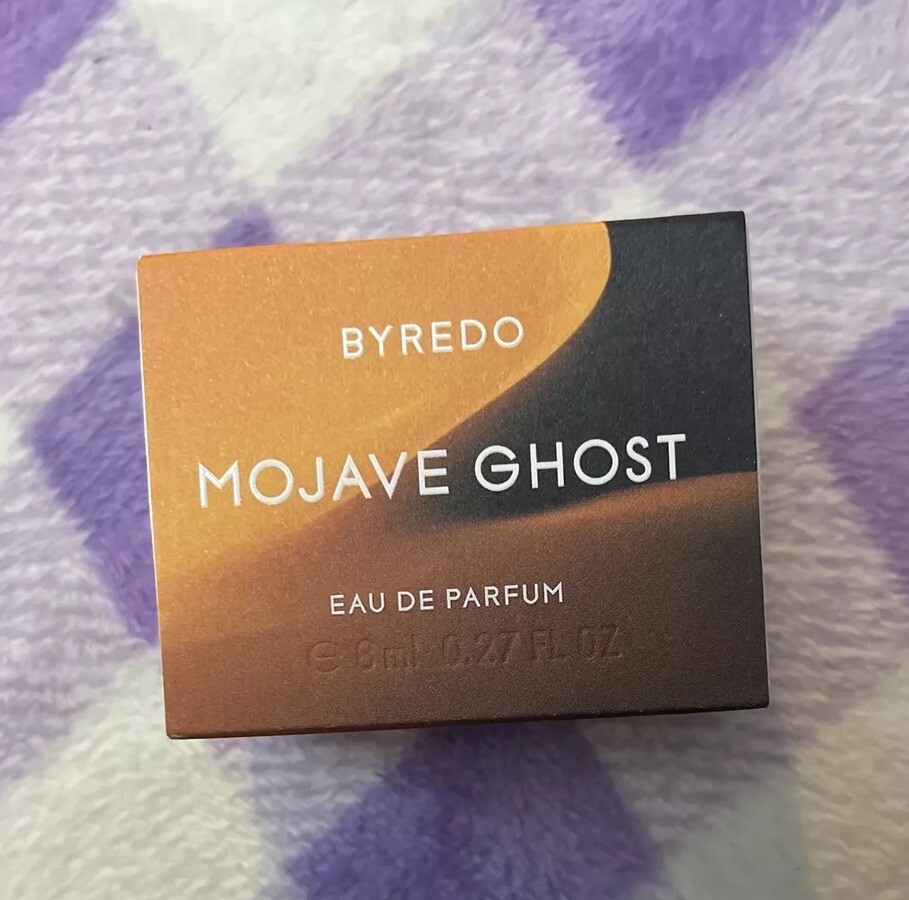 BYREDO
MOJAVE GHOST
EAU DE PARFUM
℮ 8 ml 0.27 FL. OZ